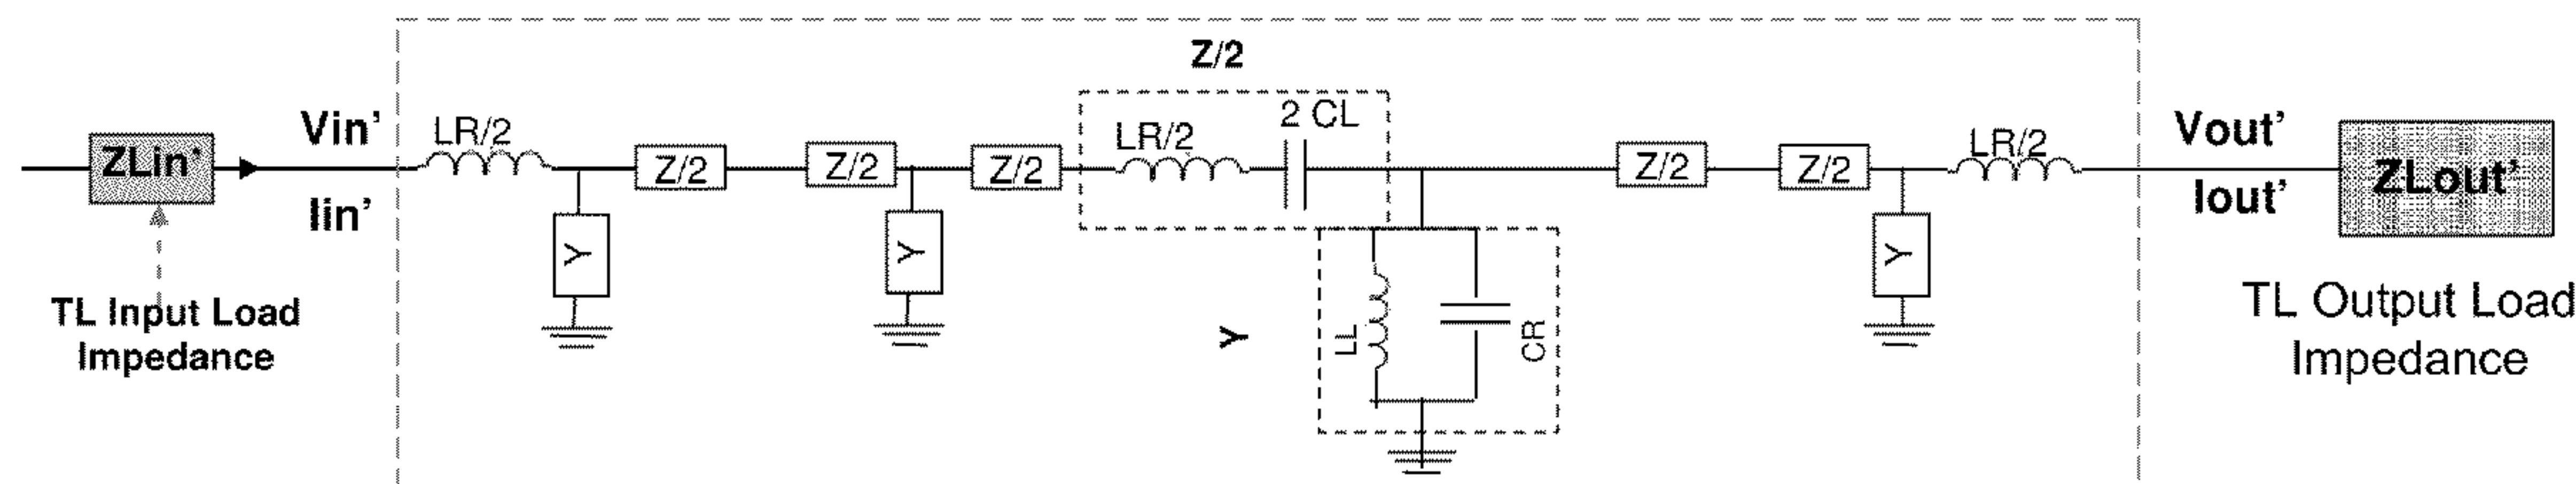 Z/2
Vin'
LR/2
LR/2
2 CL
LR/2
Vout'
ZLin'
Z/2
Z/2
Z/2
Z/2
Z/2
ZLout'
Iin'
Iout'
Y
Y
Y
TL Input Load
Impedance
Y
LL
CR
TL Output Load
Impedance